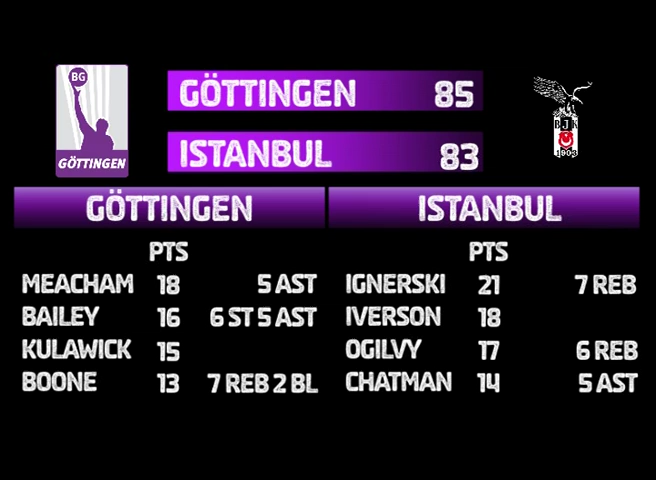 BG
GÖTTINGEN
GÖTTINGEN 85
BJK
1903
ISTANBUL 83
GÖTTINGEN ISTANBUL
PTS PTS
MEACHAM 18 5 AST IGNERSKI 21 7 REB
BAILEY 16 6 ST 5 AST IVERSON 18
KULAWICK 15 OGILVY 17 6 REB
BOONE 13 7 REB 2 BL CHATMAN 14 5 AST